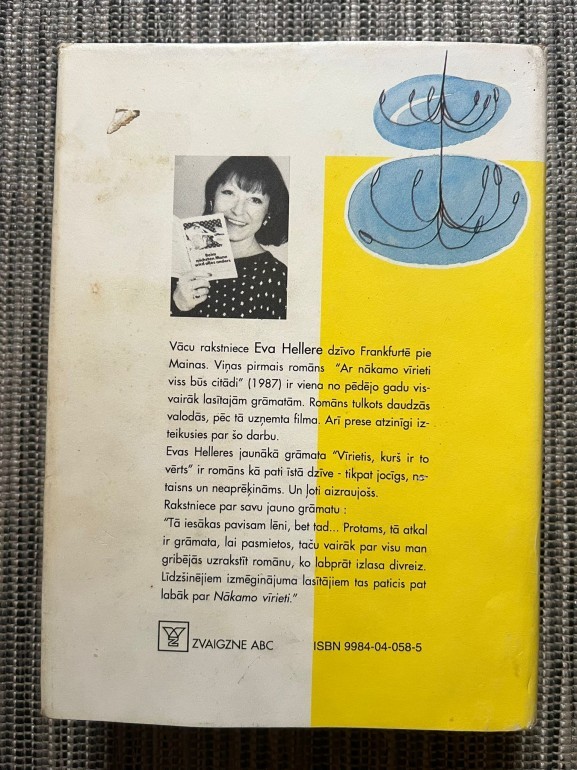 Beim
nächsten Mann
wird alles anders
Vācu rakstniece Eva Hellere dzīvo Frankfurtē pie
Mainas. Viņas pirmais romāns “Ar nākamo vīrieti
viss būs citādi” (1987) ir viena no pēdējo gadu vis-
vairāk lasītajām grāmatām. Romāns tulkots daudzās
valodās, pēc tā uzņemta filma. Arī prese atzinīgi iz-
teikusies par šo darbu.
Evas Helleres jaunākā grāmata “Vīrietis, kurš ir to
vērts” ir romāns kā pati īstā dzīve - tikpat jocīgs, ne-
taisns un neaprēķināms. Un ļoti aizraujošs.
Rakstniece par savu jauno grāmatu :
“Tā iesākas pavisam lēni, bet tad... Protams, tā atkal
ir grāmata, lai pasmietos, taču vairāk par visu man
gribējās uzrakstīt romānu, ko labprāt izlasa divreiz.
Līdzšinējiem izmēģinājuma lasītājiem tas paticis pat
labāk par Nākamo vīrieti.”
ZVAIGZNE ABC ISBN 9984-04-058-5